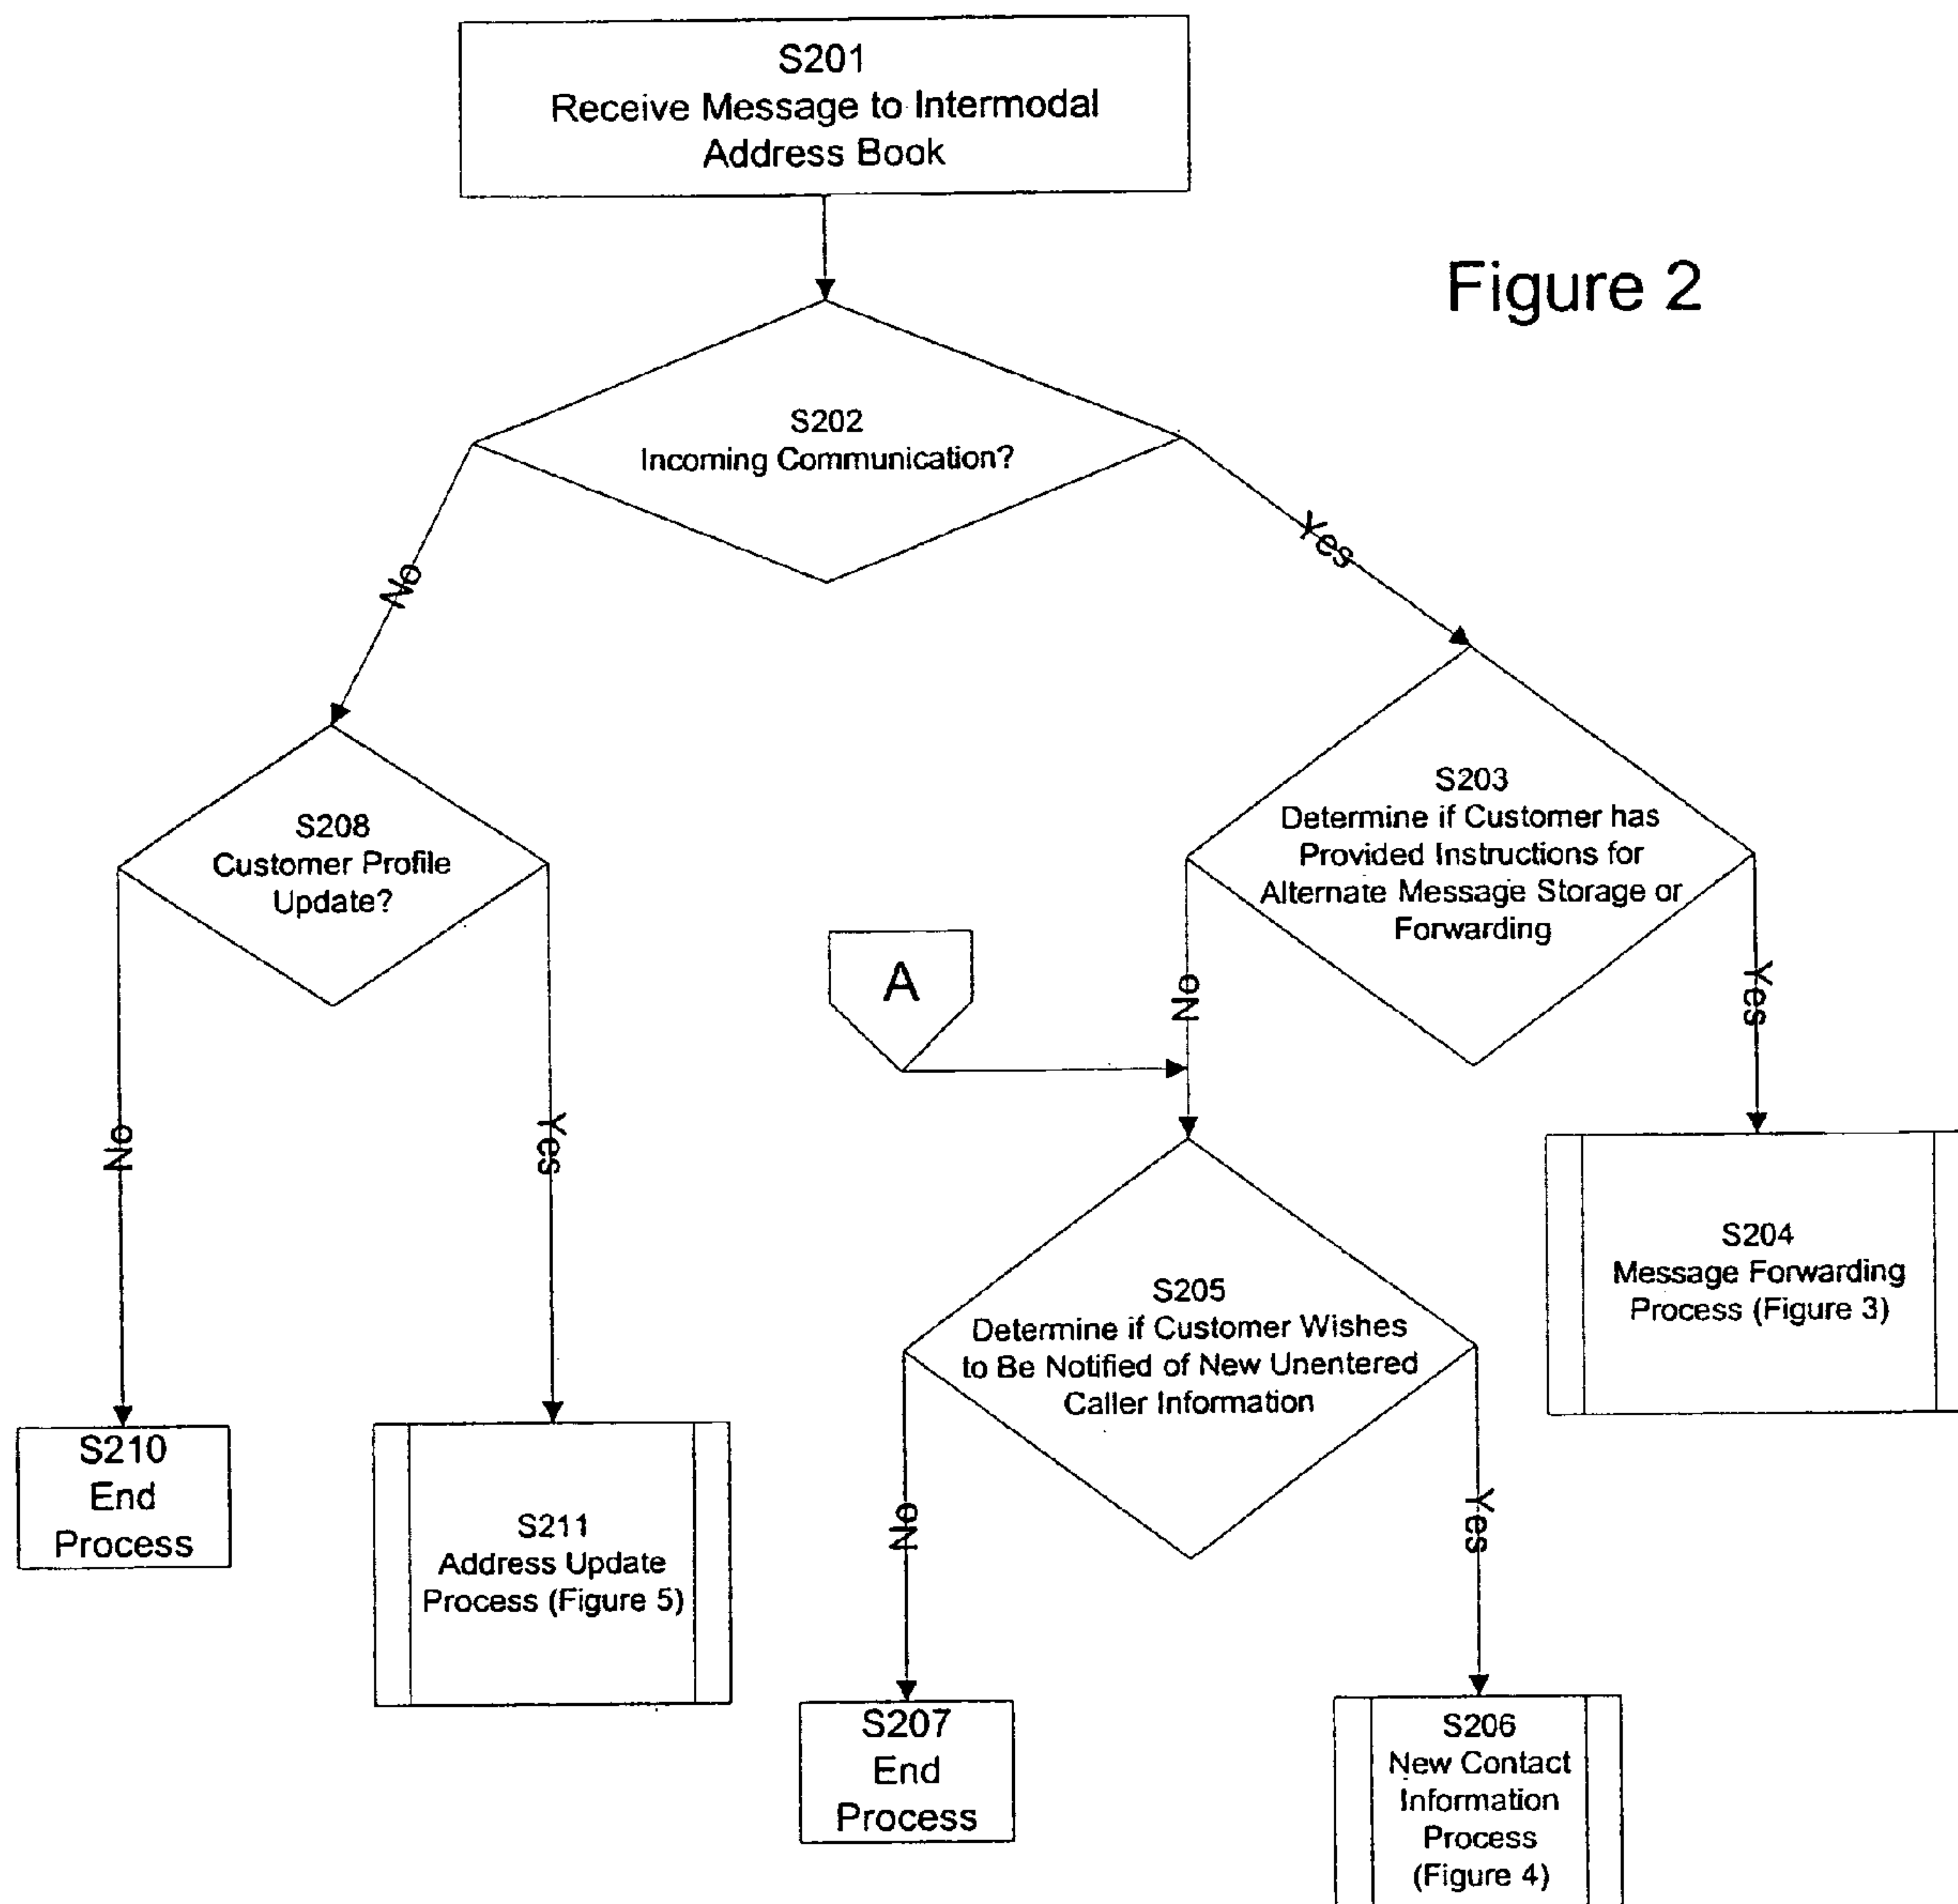 S201
Receive Message to Intermodal
Address Book
Figure 2
S202
Incoming Communication?
No
Yes
S208
Customer Profile
Update?
S203
Determine if Customer has
Provided Instructions for
Alternate Message Storage or
Forwarding
A
No
Yes
No
Yes
S204
Message Forwarding
Process (Figure 3)
S205
Determine if Customer Wishes
to Be Notified of New Unentered
Caller Information
S210
End
Process
S211
Address Update
Process (Figure 5)
No
Yes
S207
End
Process
S206
New Contact
Information
Process
(Figure 4)